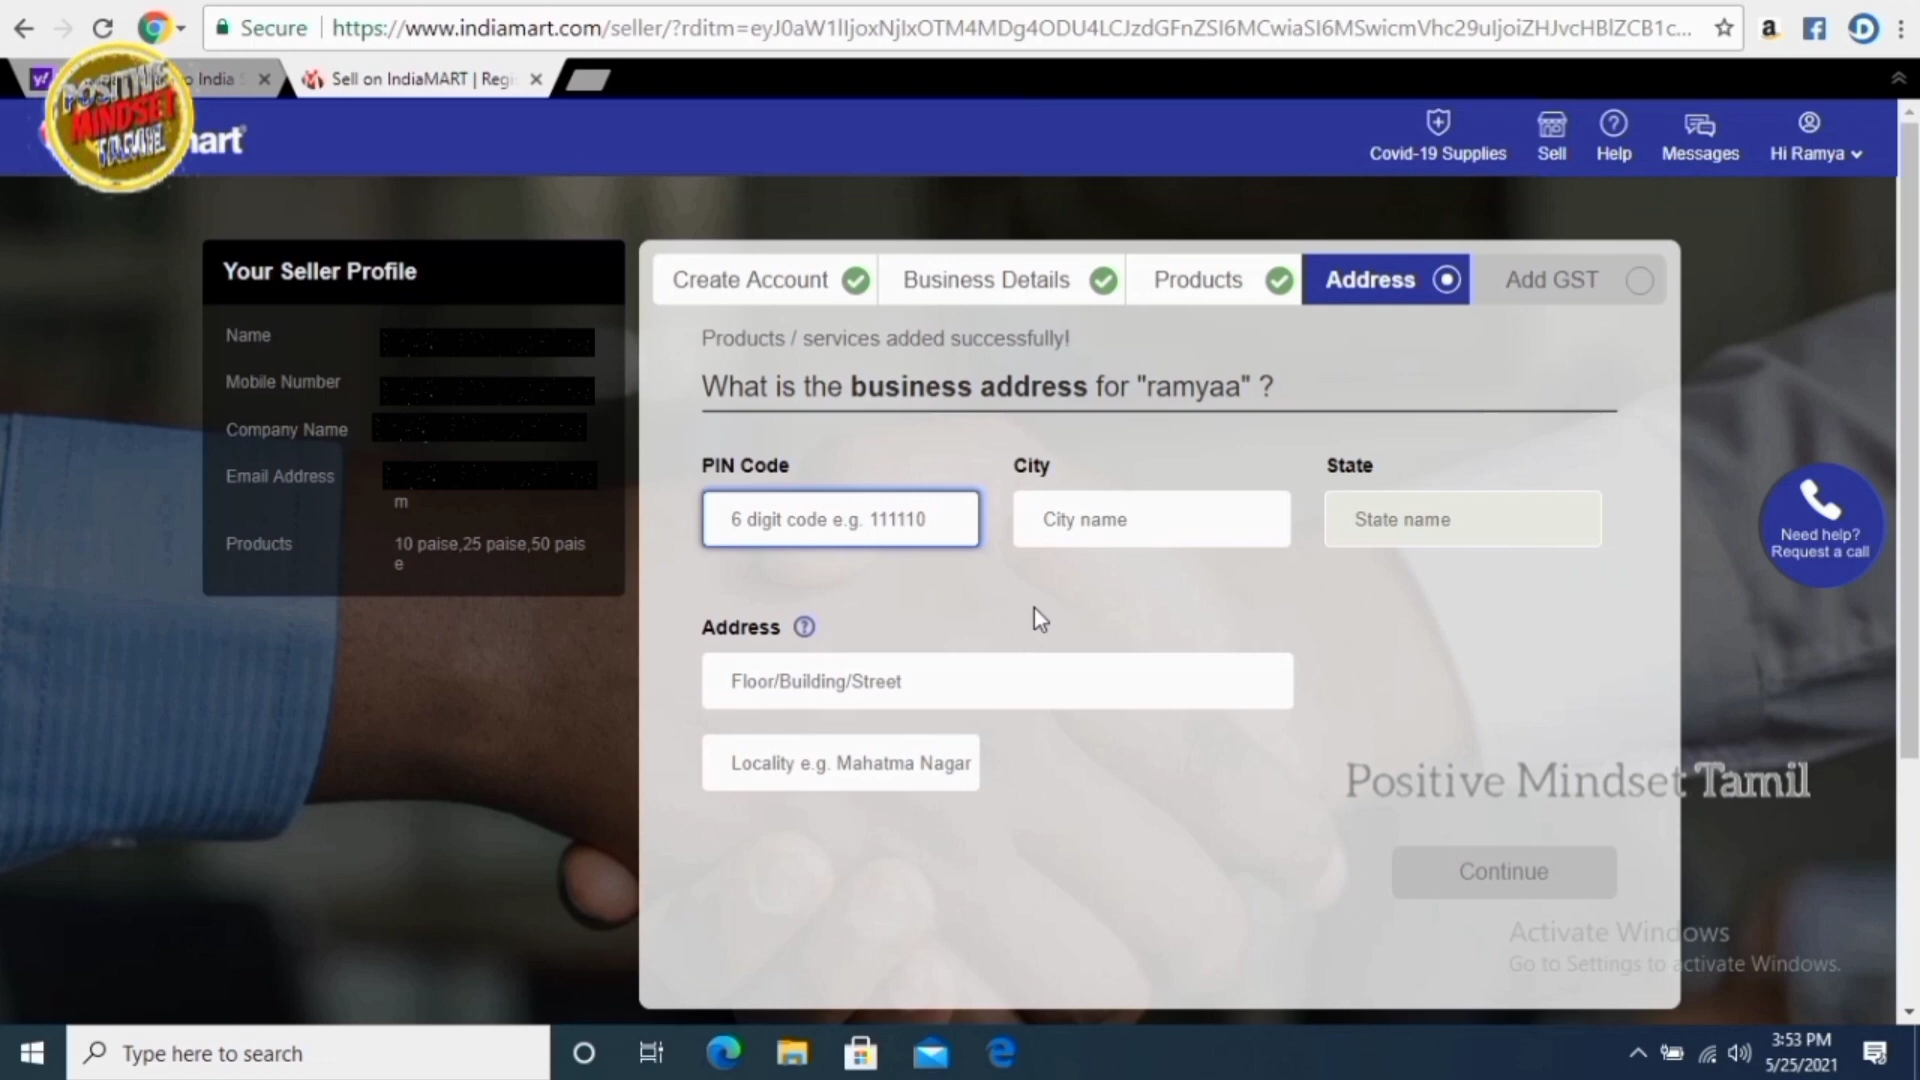 Secure
https://www.indiamart.com/seller/?rditm=eyJ0aW1lIjoxNjIxOTM4MDg4ODU4LCJzdGFnZSI6MCwiaSI6MSwicmVhc29uIjoiZHJvcHBlZCB1c...
o India S
Sell on IndiaMART | Regi
POSITIVE
MINDSET
TAMIL
mart
Covid-19 Supplies
Sell
Help
Messages
Hi Ramya
Your Seller Profile
Name
Mobile Number
Company Name
Email Address
m
Products
10 paise,25 paise,50 pais
e
Create Account
Business Details
Products
Address
Add GST
Products / services added successfully!
What is the business address for "ramyaa" ?
PIN Code
City
State
6 digit code e.g. 111110
City name
State name
Need help?
Request a call
Address
Floor/Building/Street
Locality e.g. Mahatma Nagar
Positive Mindset Tamil
Continue
Activate Windows
Go to Settings to activate Windows.
Type here to search
3:53 PM
5/25/2021